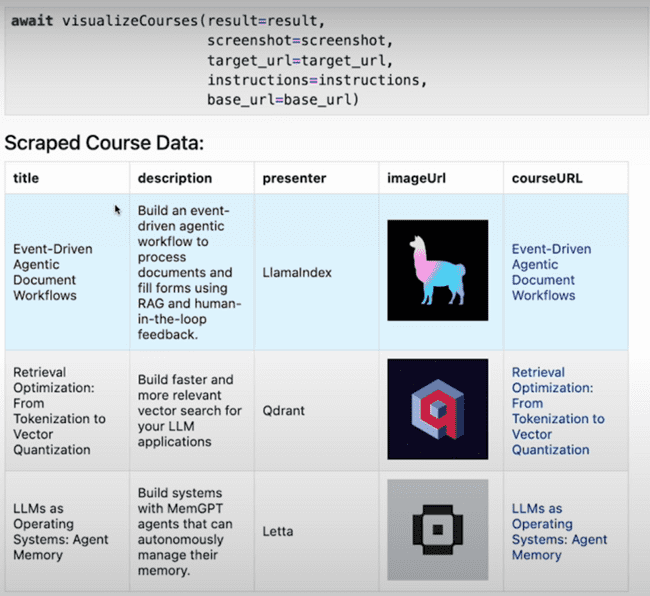 await visualizeCourses(result=result,
screenshot=screenshot,
target_url=target_url,
instructions=instructions,
base_url=base_url)
Scraped Course Data:
title description presenter imageUrl courseURL
Event-Driven
Agentic
Document
Workflows
Build an event-
driven agentic
workflow to
process
documents and
fill forms using
RAG and human-
in-the-loop
feedback.
LlamaIndex
Event-Driven
Agentic
Document
Workflows
Retrieval
Optimization:
From
Tokenization to
Vector
Quantization
Build faster and
more relevant
vector search for
your LLM
applications
Qdrant
Retrieval
Optimization:
From
Tokenization to
Vector
Quantization
LLMs as
Operating
Systems: Agent
Memory
Build systems
with MemGPT
agents that can
autonomously
manage their
memory.
Letta
LLMs as
Operating
Systems: Agent
Memory